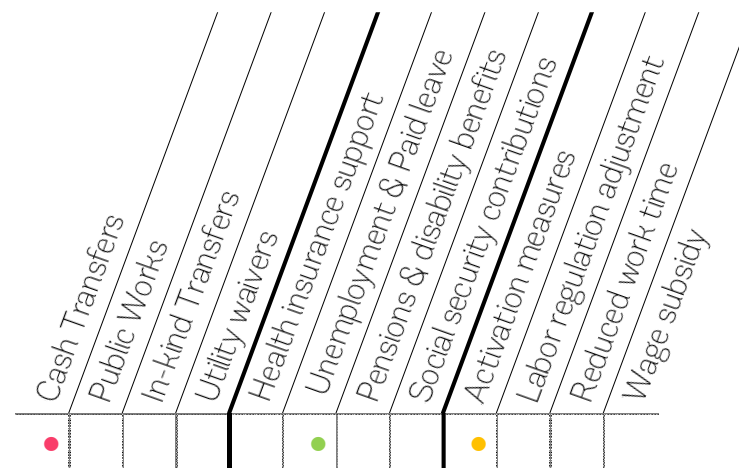 Cash Transfers
Public Works
In-kind Transfers
Utility waivers
Health insurance support
Unemployment & Paid leave
Pensions & disability benefits
Social security contributions
Activation measures
Labor regulation adjustment
Reduced work time
Wage subsidy